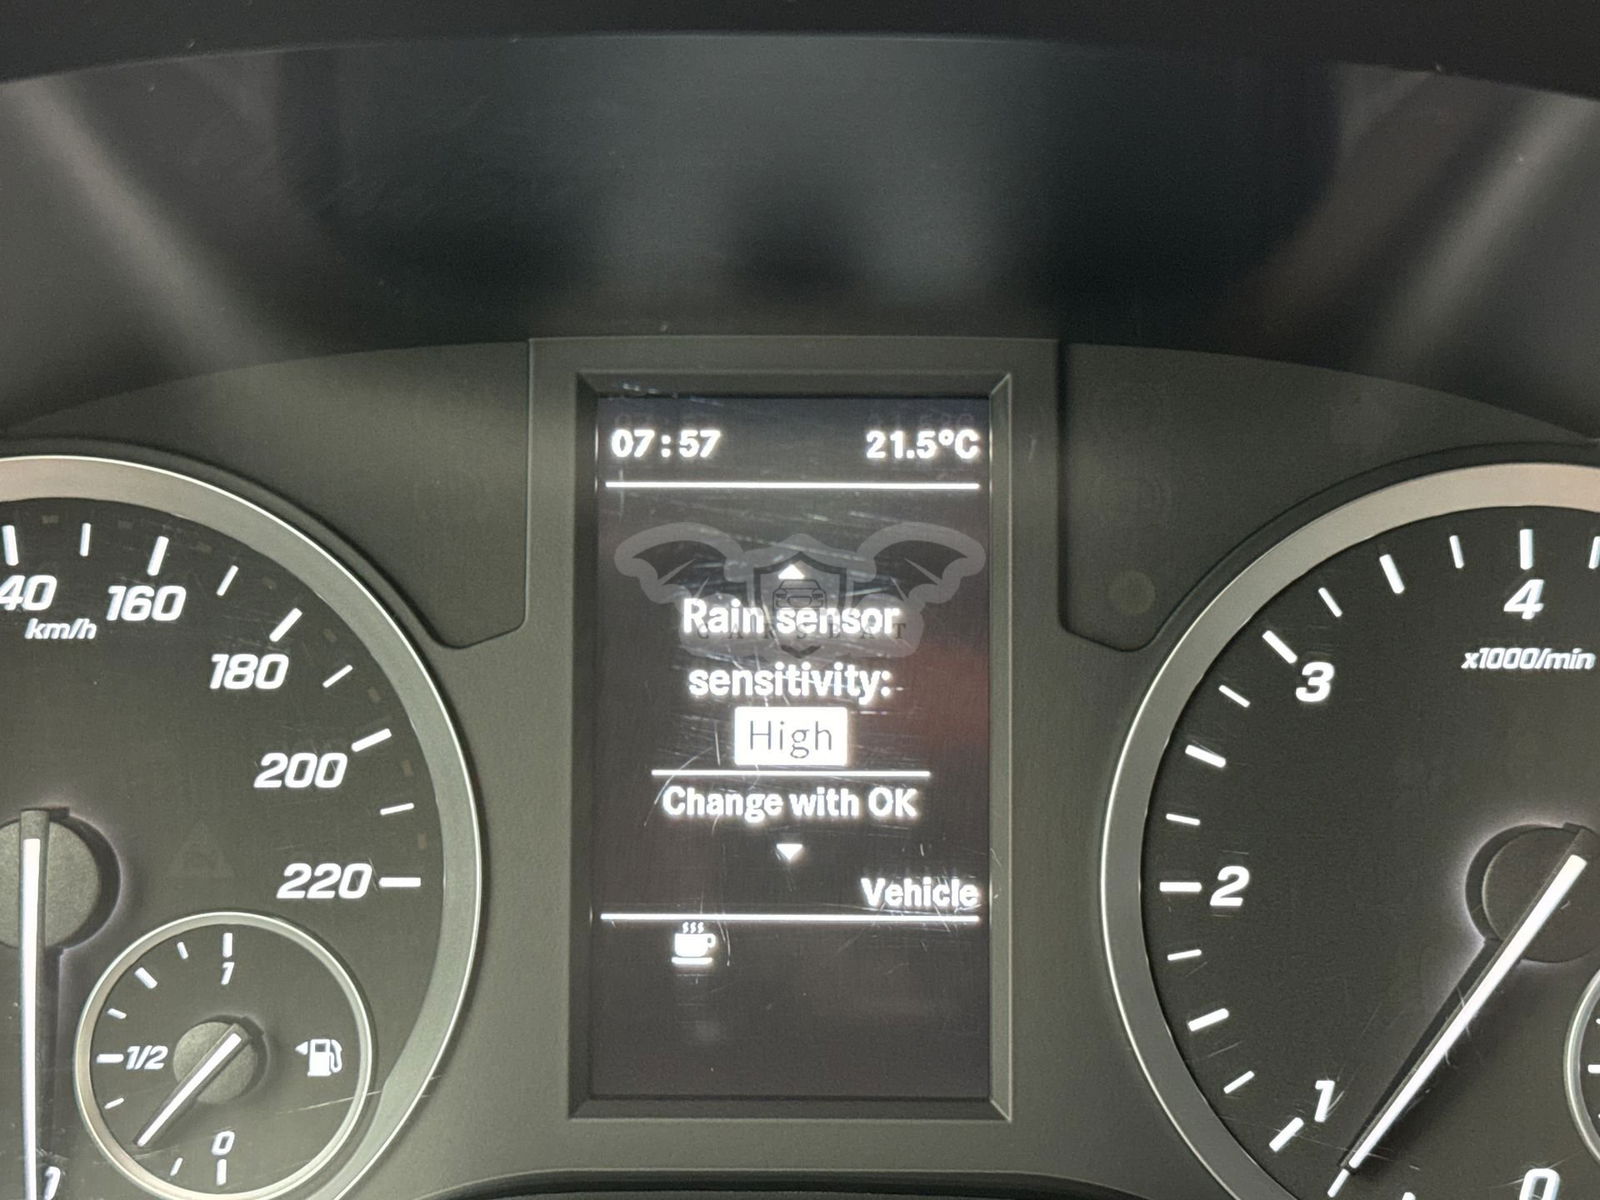 07:57 21.5°C
Rain sensor
sensitivity:
High
Change with OK
Vehicle
40 160 180 200 220
km/h
1
1/2
0
4
x1000/min
3
2
1
0
CARSBAT